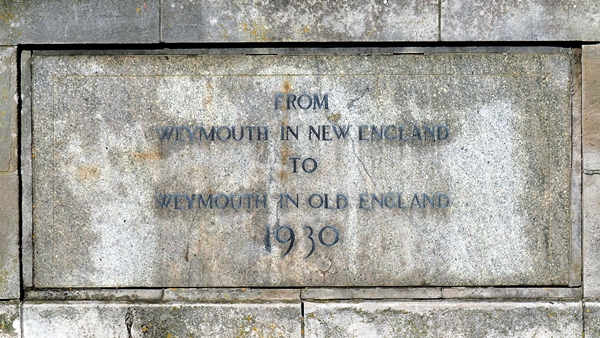 FROM
WEYMOUTH IN NEW ENGLAND
TO
WEYMOUTH IN OLD ENGLAND
1930